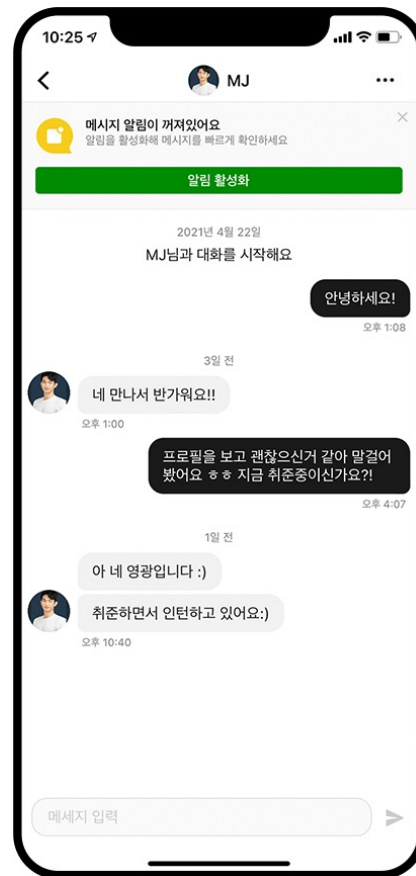 10:25
MJ
메시지 알림이 꺼져있어요
알림을 활성화해 메시지를 빠르게 확인하세요
알림 활성화
2021년 4월 22일
MJ님과 대화를 시작해요
안녕하세요!
오후 1:08
3일 전
네 만나서 반가워요!!
오후 1:00
프로필을 보고 괜찮으신거 같아 말걸어
봤어요 ㅎㅎ 지금 취준중이신가요?!
오후 4:07
1일 전
아 네 영광입니다 :)
취준하면서 인턴하고 있어요:)
오후 10:40
메세지 입력